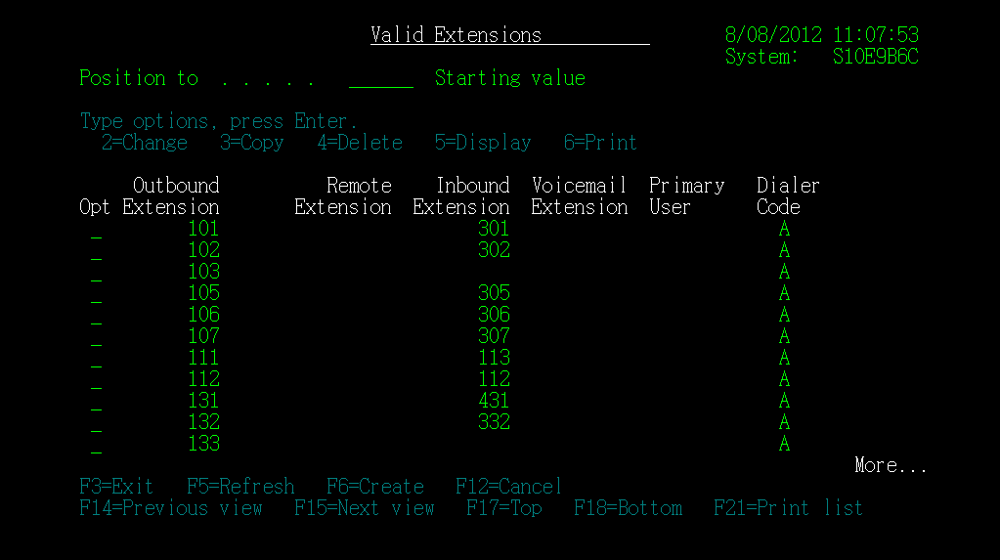 Valid Extensions 8/08/2012 11:07:53
System: S10E9B6C
Position to . . . . . ______ Starting value
Type options, press Enter.
2=Change 3=Copy 4=Delete 5=Display 6=Print
Outbound Remote Inbound Voicemail Primary Dialer
Opt Extension Extension Extension Extension User Code
_ 101 301 A
_ 102 302 A
_ 103 A
_ 105 305 A
_ 106 306 A
_ 107 307 A
_ 111 113 A
_ 112 112 A
_ 131 431 A
_ 132 332 A
_ 133 A
More...
F3=Exit F5=Refresh F6=Create F12=Cancel
F14=Previous view F15=Next view F17=Top F18=Bottom F21=Print list